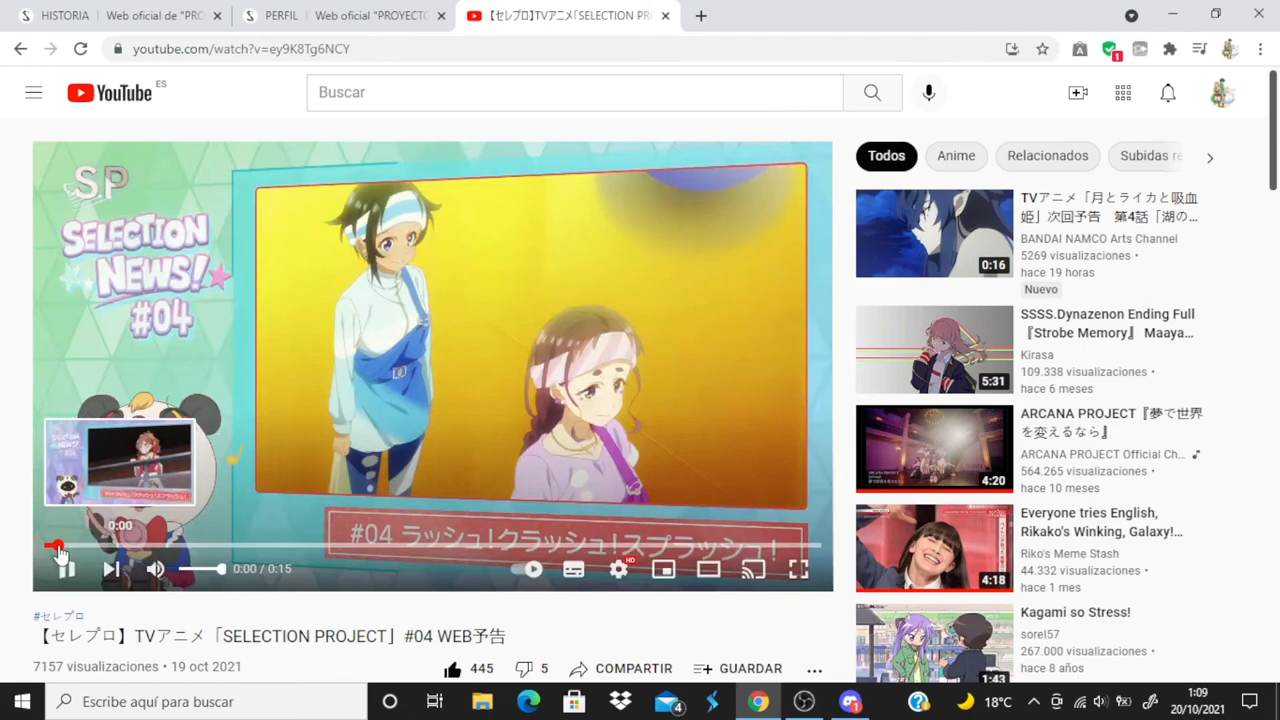 HISTORIA | Web oficial de "PRO
PERFIL | Web oficial "PROYECTO
【セレプロ】TVアニメ「SELECTION PR
youtube.com/watch?v=ey9K8Tg6NCY
1
YouTube ES
Buscar
SP
SELECTION
NEWS!
#04
#04 ラッシュ!クラッシュ!スプラッシュ!
0:00
0:00 / 0:15
HD
#セレプロ
【セレプロ】TVアニメ「SELECTION PROJECT」#04 WEB予告
7157 visualizaciones • 19 oct 2021
445
5
COMPARTIR
GUARDAR
Todos
Anime
Relacionados
Subidas re
TVアニメ「月とライカと吸血
姫」次回予告 第4話「湖の...
BANDAI NAMCO Arts Channel
5269 visualizaciones •
hace 19 horas
Nuevo
0:16
SSSS.Dynazenon Ending Full
『Strobe Memory』 Maaya...
Kirasa
109.338 visualizaciones •
hace 6 meses
5:31
ARCANA PROJECT『夢で世界
を変えるなら』
ARCANA PROJECT Official Ch...
564.265 visualizaciones •
hace 10 meses
4:20
Everyone tries English,
Rikako's Winking, Galaxy!...
Riko's Meme Stash
44.332 visualizaciones •
hace 1 mes
4:18
Kagami so Stress!
sorel57
267.000 visualizaciones •
hace 8 años
1:43
Escribe aquí para buscar
4
1
18°C
1:09
20/10/2021